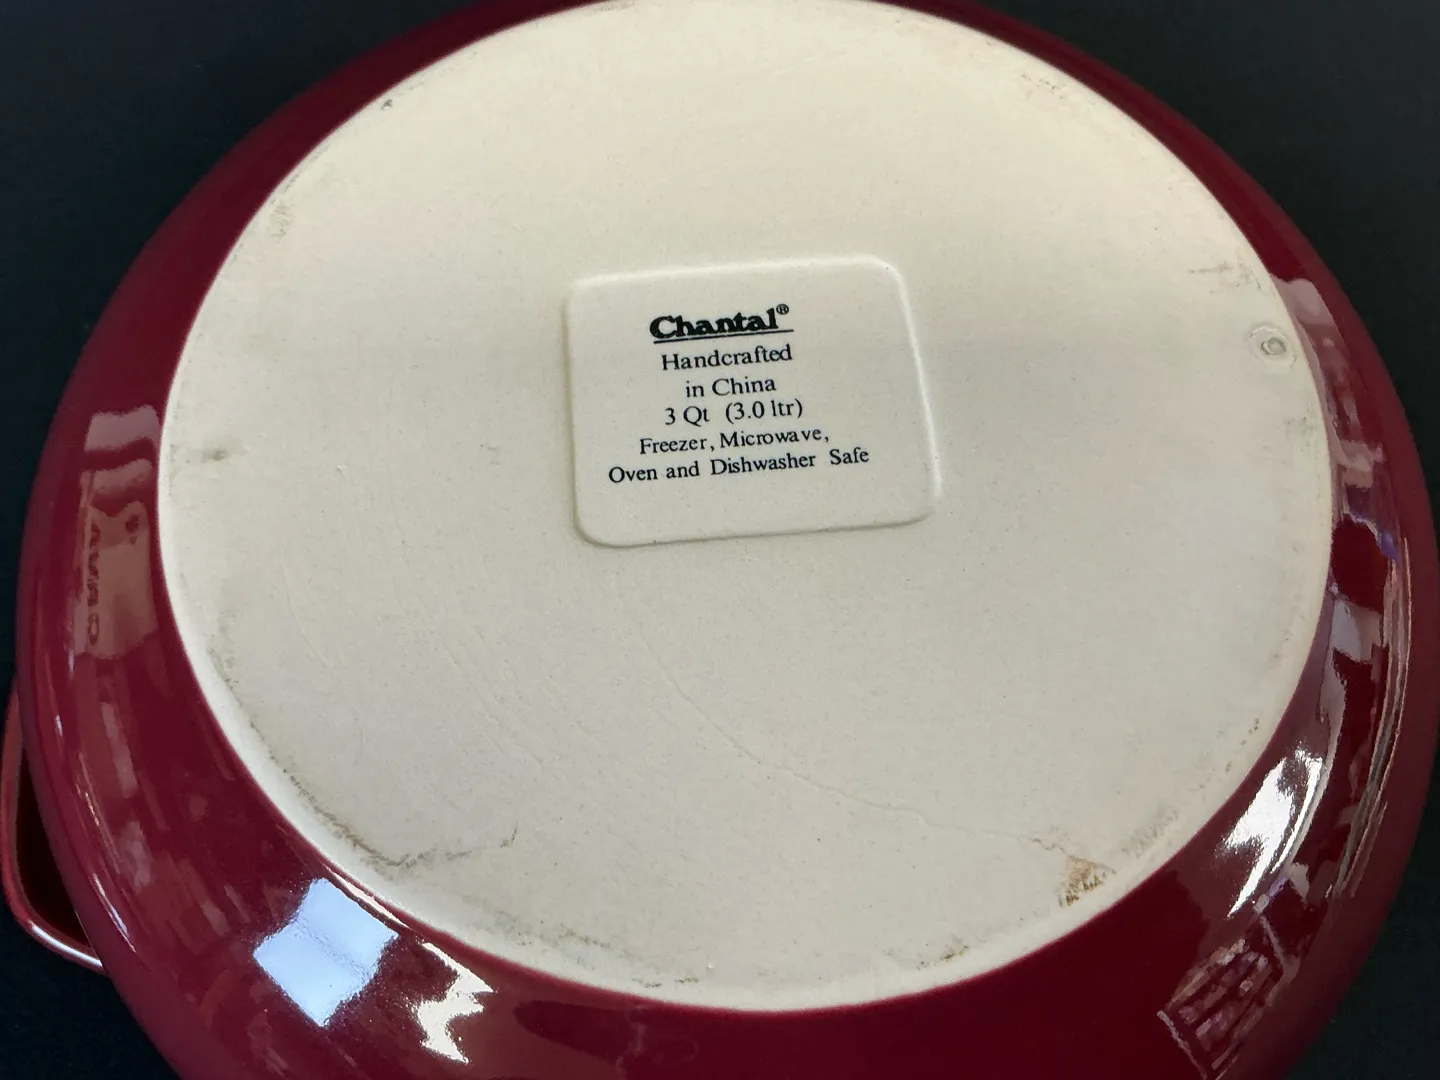 Chantal®
Handcrafted
in China
3 Qt (3.0 ltr)
Freezer, Microwave,
Oven and Dishwasher Safe